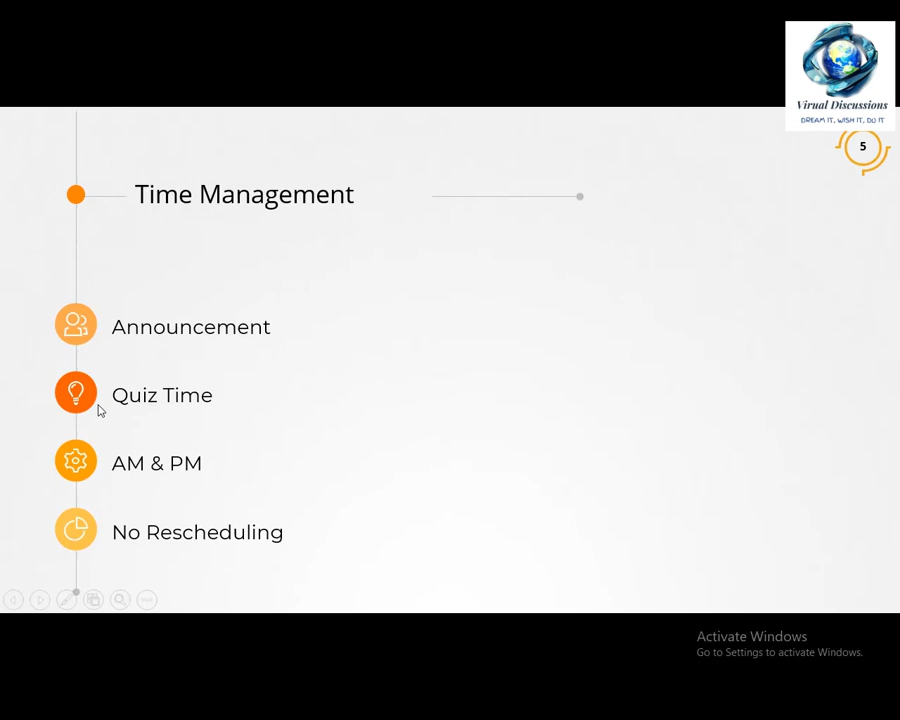 Virual Discussions
DREAM IT, WISH IT, DO IT
5
Time Management
Announcement
Quiz Time
AM & PM
No Rescheduling
Activate Windows
Go to Settings to activate Windows.